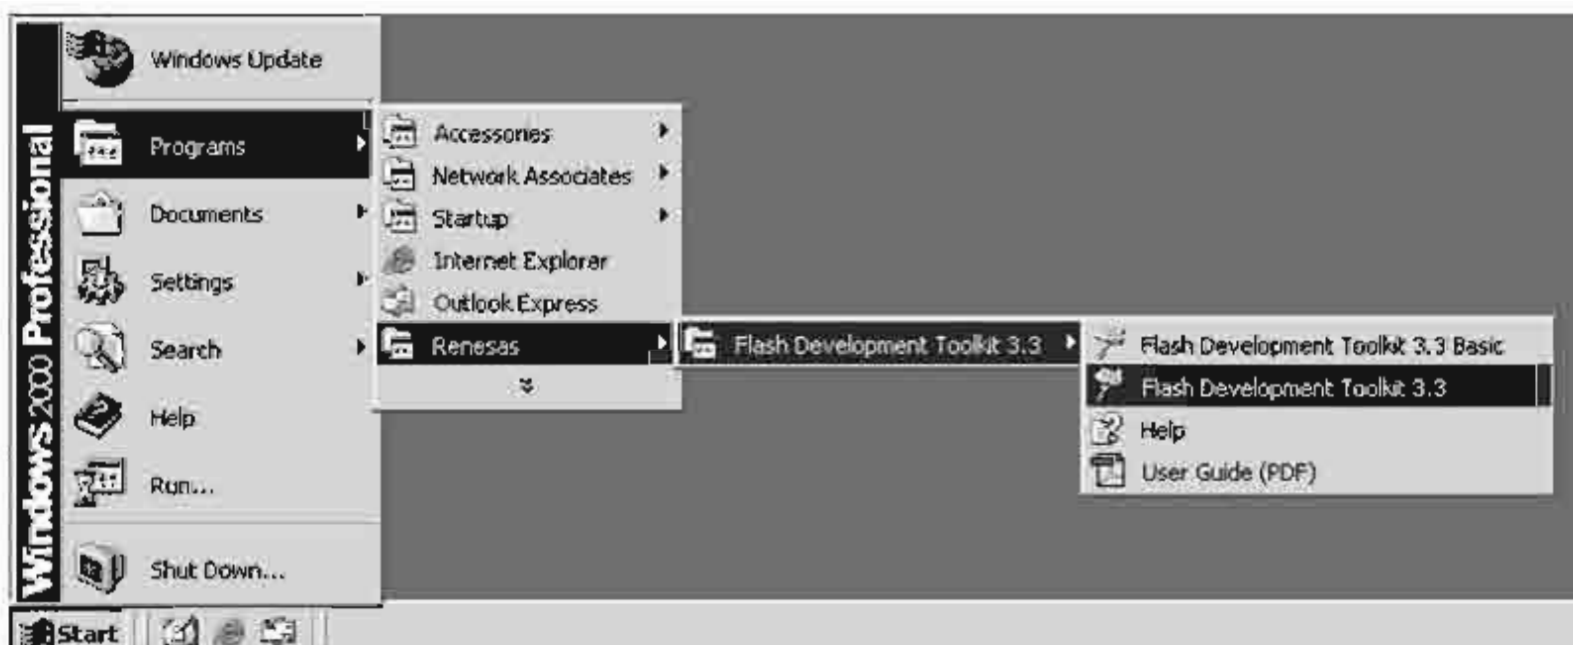 Windows 2000 Professional
Windows Update
Programs
Documents
Settings
Search
Help
Run...
Shut Down...
Accessories
Network Associates
Startup
Internet Explorer
Outlook Express
Renesas
Flash Development Toolkit 3.3
Flash Development Toolkit 3.3 Basic
Flash Development Toolkit 3.3
Help
User Guide (PDF)
Start